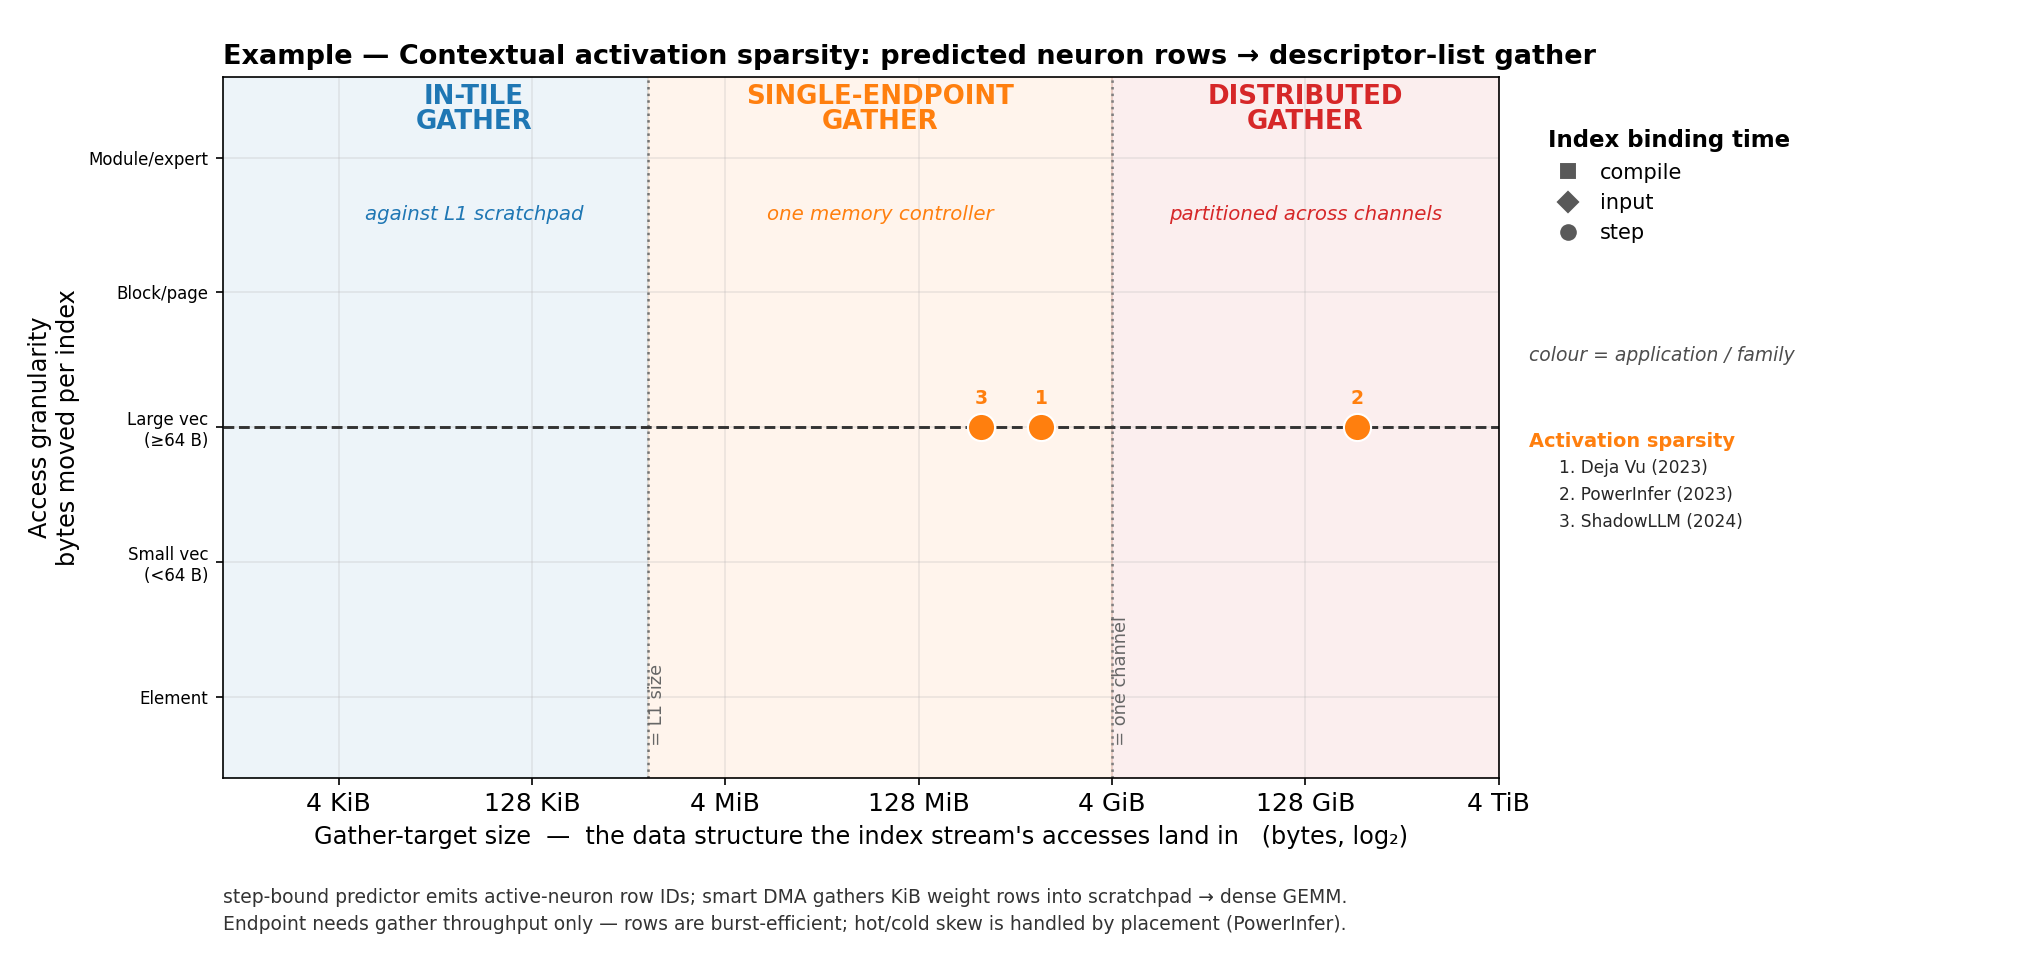 Example — Contextual activation sparsity: predicted neuron rows → descriptor-list gather
IN-TILE
GATHER
SINGLE-ENDPOINT
GATHER
DISTRIBUTED
GATHER
against L1 scratchpad
one memory controller
partitioned across channels
Access granularity
bytes moved per index
Module/expert
Block/page
Large vec
(≥64 B)
Small vec
(<64 B)
Element
3
1
2
= L1 size
= one channel
4 KiB
128 KiB
4 MiB
128 MiB
4 GiB
128 GiB
4 TiB
Gather-target size — the data structure the index stream's accesses land in (bytes, log₂)
Index binding time
compile
input
step
colour = application / family
Activation sparsity
1. Deja Vu (2023)
2. PowerInfer (2023)
3. ShadowLLM (2024)
step-bound predictor emits active-neuron row IDs; smart DMA gathers KiB weight rows into scratchpad → dense GEMM.
Endpoint needs gather throughput only — rows are burst-efficient; hot/cold skew is handled by placement (PowerInfer).